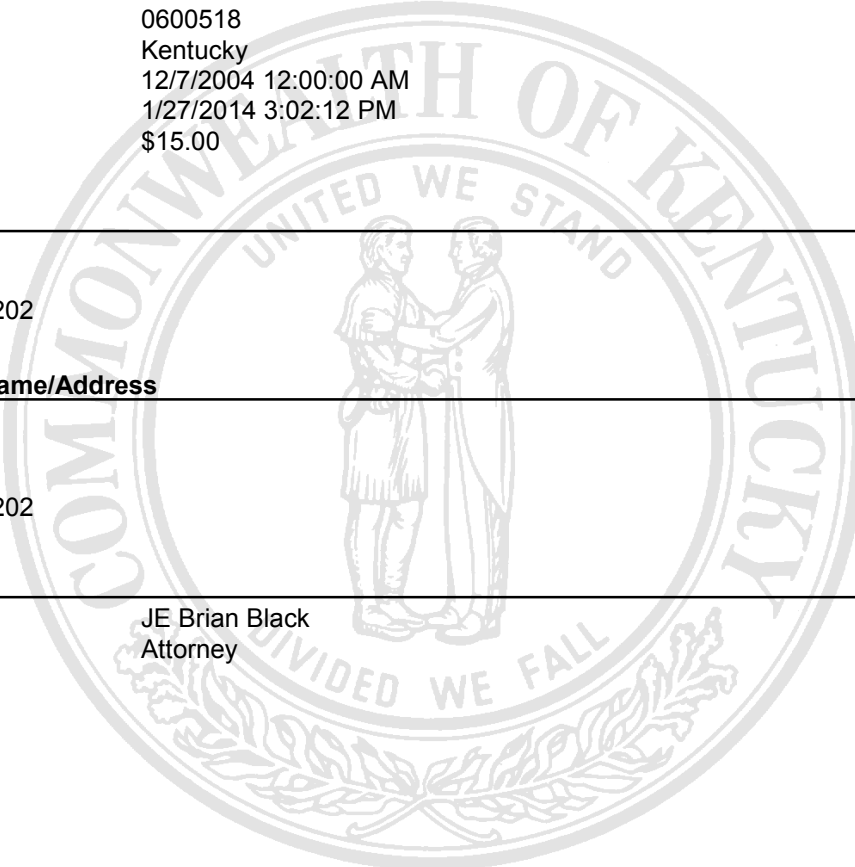 0600518
Kentucky
12/7/2004 12:00:00 AM
1/27/2014 3:02:12 PM
$15.00
COMMONWEALTH OF KENTUCKY
UNITED WE STAND
202
ame/Address
202
JE Brian Black
Attorney
DIVIDED WE FALL